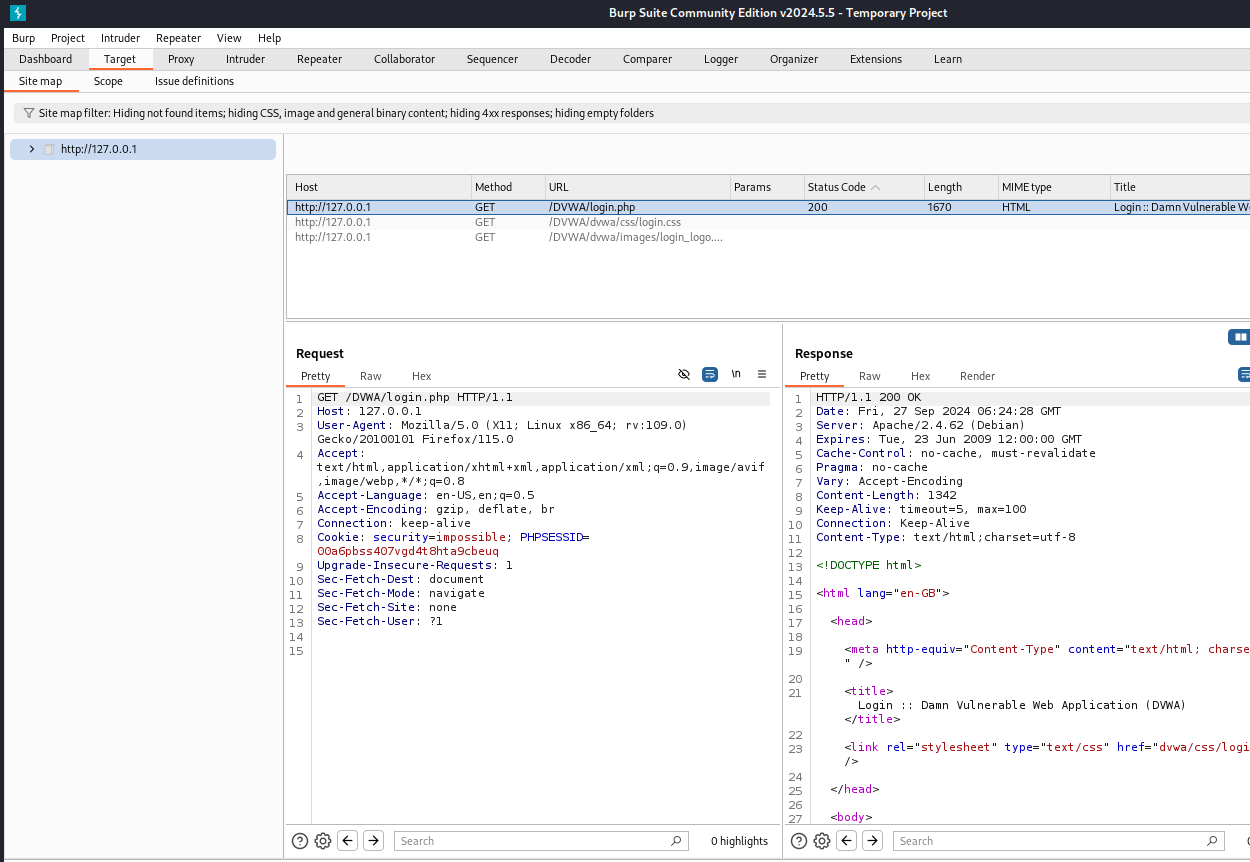 Burp Suite Community Edition v2024.5.5 - Temporary Project
Burp Project Intruder Repeater View Help
Dashboard Target Proxy Intruder Repeater Collaborator Sequencer Decoder Comparer Logger Organizer Extensions Learn
Site map Scope Issue definitions
Site map filter: Hiding not found items; hiding CSS, image and general binary content; hiding 4xx responses; hiding empty folders
http://127.0.0.1
Host Method URL Params Status Code Length MIME type Title
http://127.0.0.1 GET /DVWA/login.php 200 1670 HTML Login :: Damn Vulnerable W
http://127.0.0.1 GET /DVWA/dvwa/css/login.css
http://127.0.0.1 GET /DVWA/dvwa/images/login_logo....
Request
Pretty Raw Hex \n
1 GET /DVWA/login.php HTTP/1.1
2 Host: 127.0.0.1
3 User-Agent: Mozilla/5.0 (X11; Linux x86_64; rv:109.0)
Gecko/20100101 Firefox/115.0
4 Accept:
text/html,application/xhtml+xml,application/xml;q=0.9,image/avif
,image/webp,*/*;q=0.8
5 Accept-Language: en-US,en;q=0.5
6 Accept-Encoding: gzip, deflate, br
7 Connection: keep-alive
8 Cookie: security=impossible; PHPSESSID=
00a6pbss407vgd4t8hta9cbeuq
9 Upgrade-Insecure-Requests: 1
10 Sec-Fetch-Dest: document
11 Sec-Fetch-Mode: navigate
12 Sec-Fetch-Site: none
13 Sec-Fetch-User: ?1
14
15
Search 0 highlights
Response
Pretty Raw Hex Render
1 HTTP/1.1 200 OK
2 Date: Fri, 27 Sep 2024 06:24:28 GMT
3 Server: Apache/2.4.62 (Debian)
4 Expires: Tue, 23 Jun 2009 12:00:00 GMT
5 Cache-Control: no-cache, must-revalidate
6 Pragma: no-cache
7 Vary: Accept-Encoding
8 Content-Length: 1342
9 Keep-Alive: timeout=5, max=100
10 Connection: Keep-Alive
11 Content-Type: text/html;charset=utf-8
12
13 <!DOCTYPE html>
14
15 <html lang="en-GB">
16
17 <head>
18
19 <meta http-equiv="Content-Type" content="text/html; charse
" />
20
21 <title>
Login :: Damn Vulnerable Web Application (DVWA)
</title>
22
23 <link rel="stylesheet" type="text/css" href="dvwa/css/logi
/>
24
25 </head>
26
27 <body>
Search